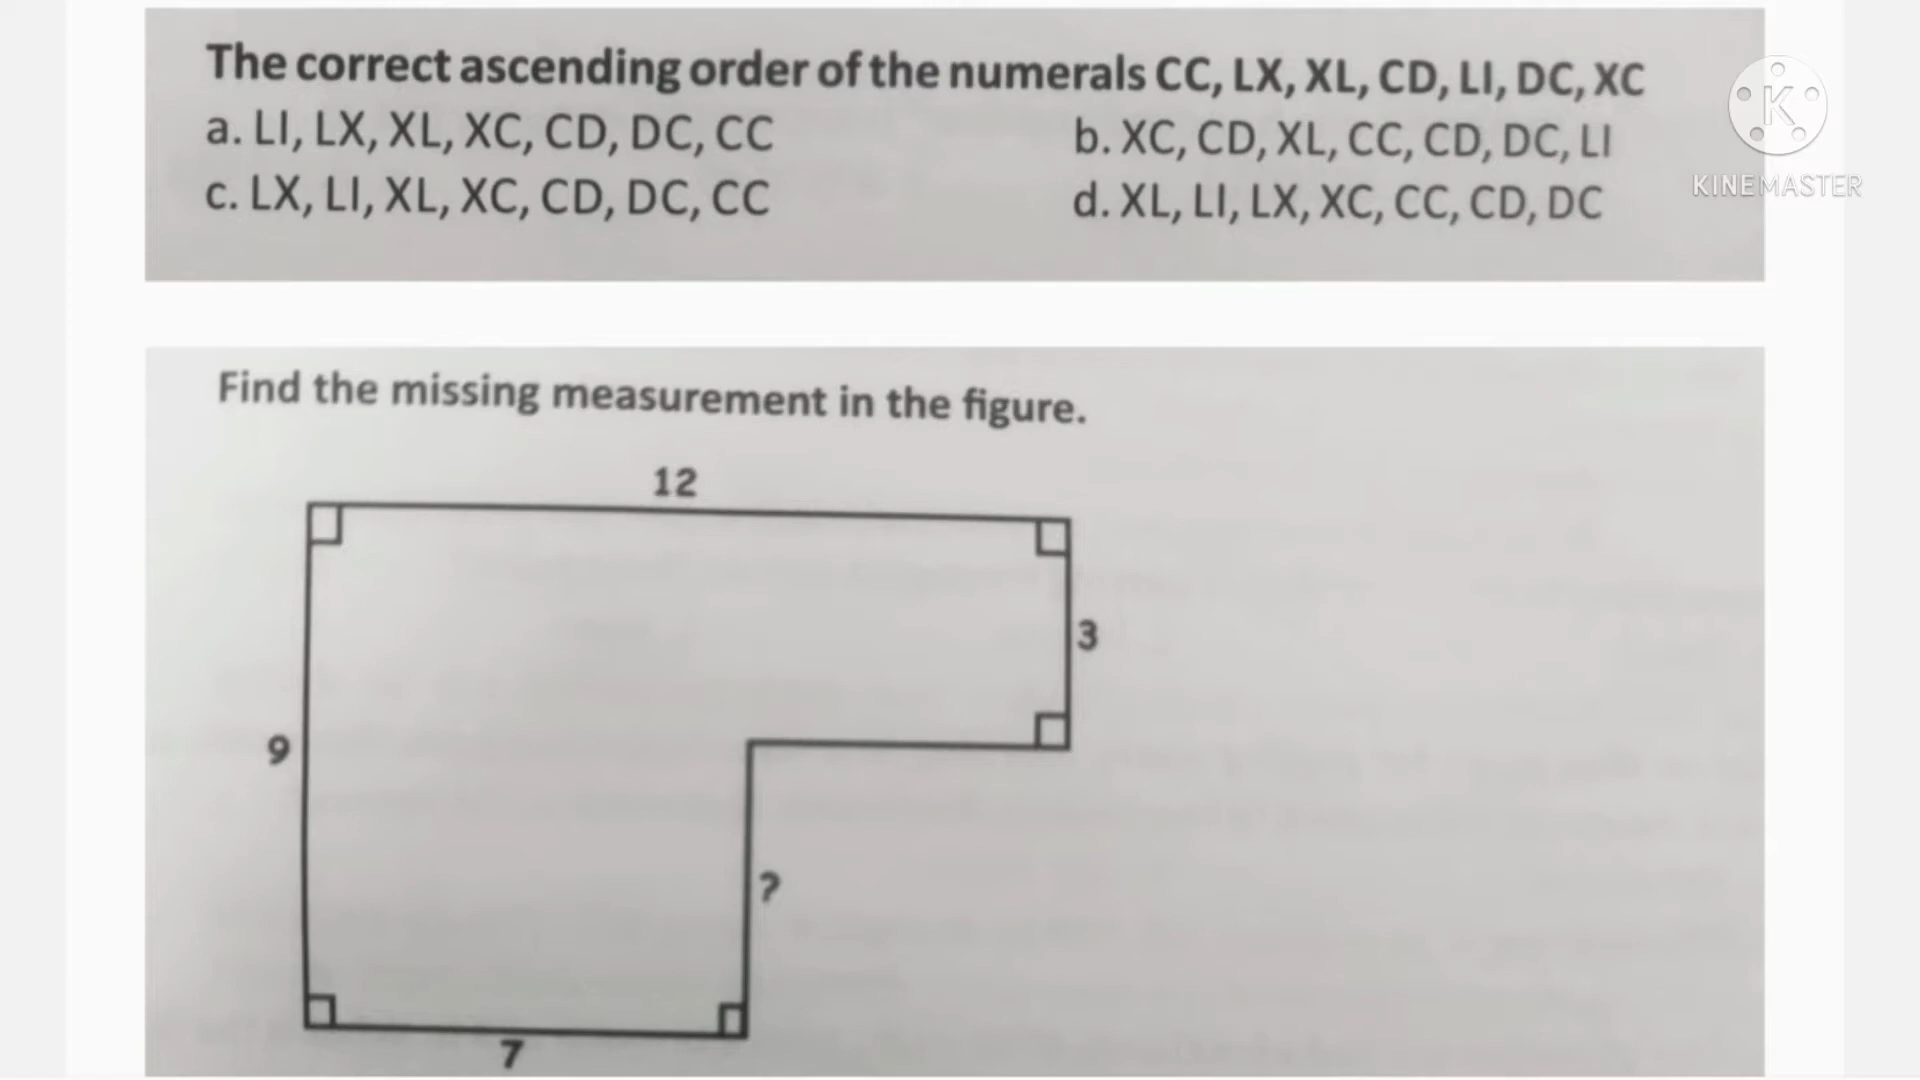 The correct ascending order of the numerals CC, LX, XL, CD, LI, DC, XC
a. LI, LX, XL, XC, CD, DC, CC
b. XC, CD, XL, CC, CD, DC, LI
c. LX, LI, XL, XC, CD, DC, CC
d. XL, LI, LX, XC, CC, CD, DC
K
KINEMASTER
Find the missing measurement in the figure.
12
3
9
?
7